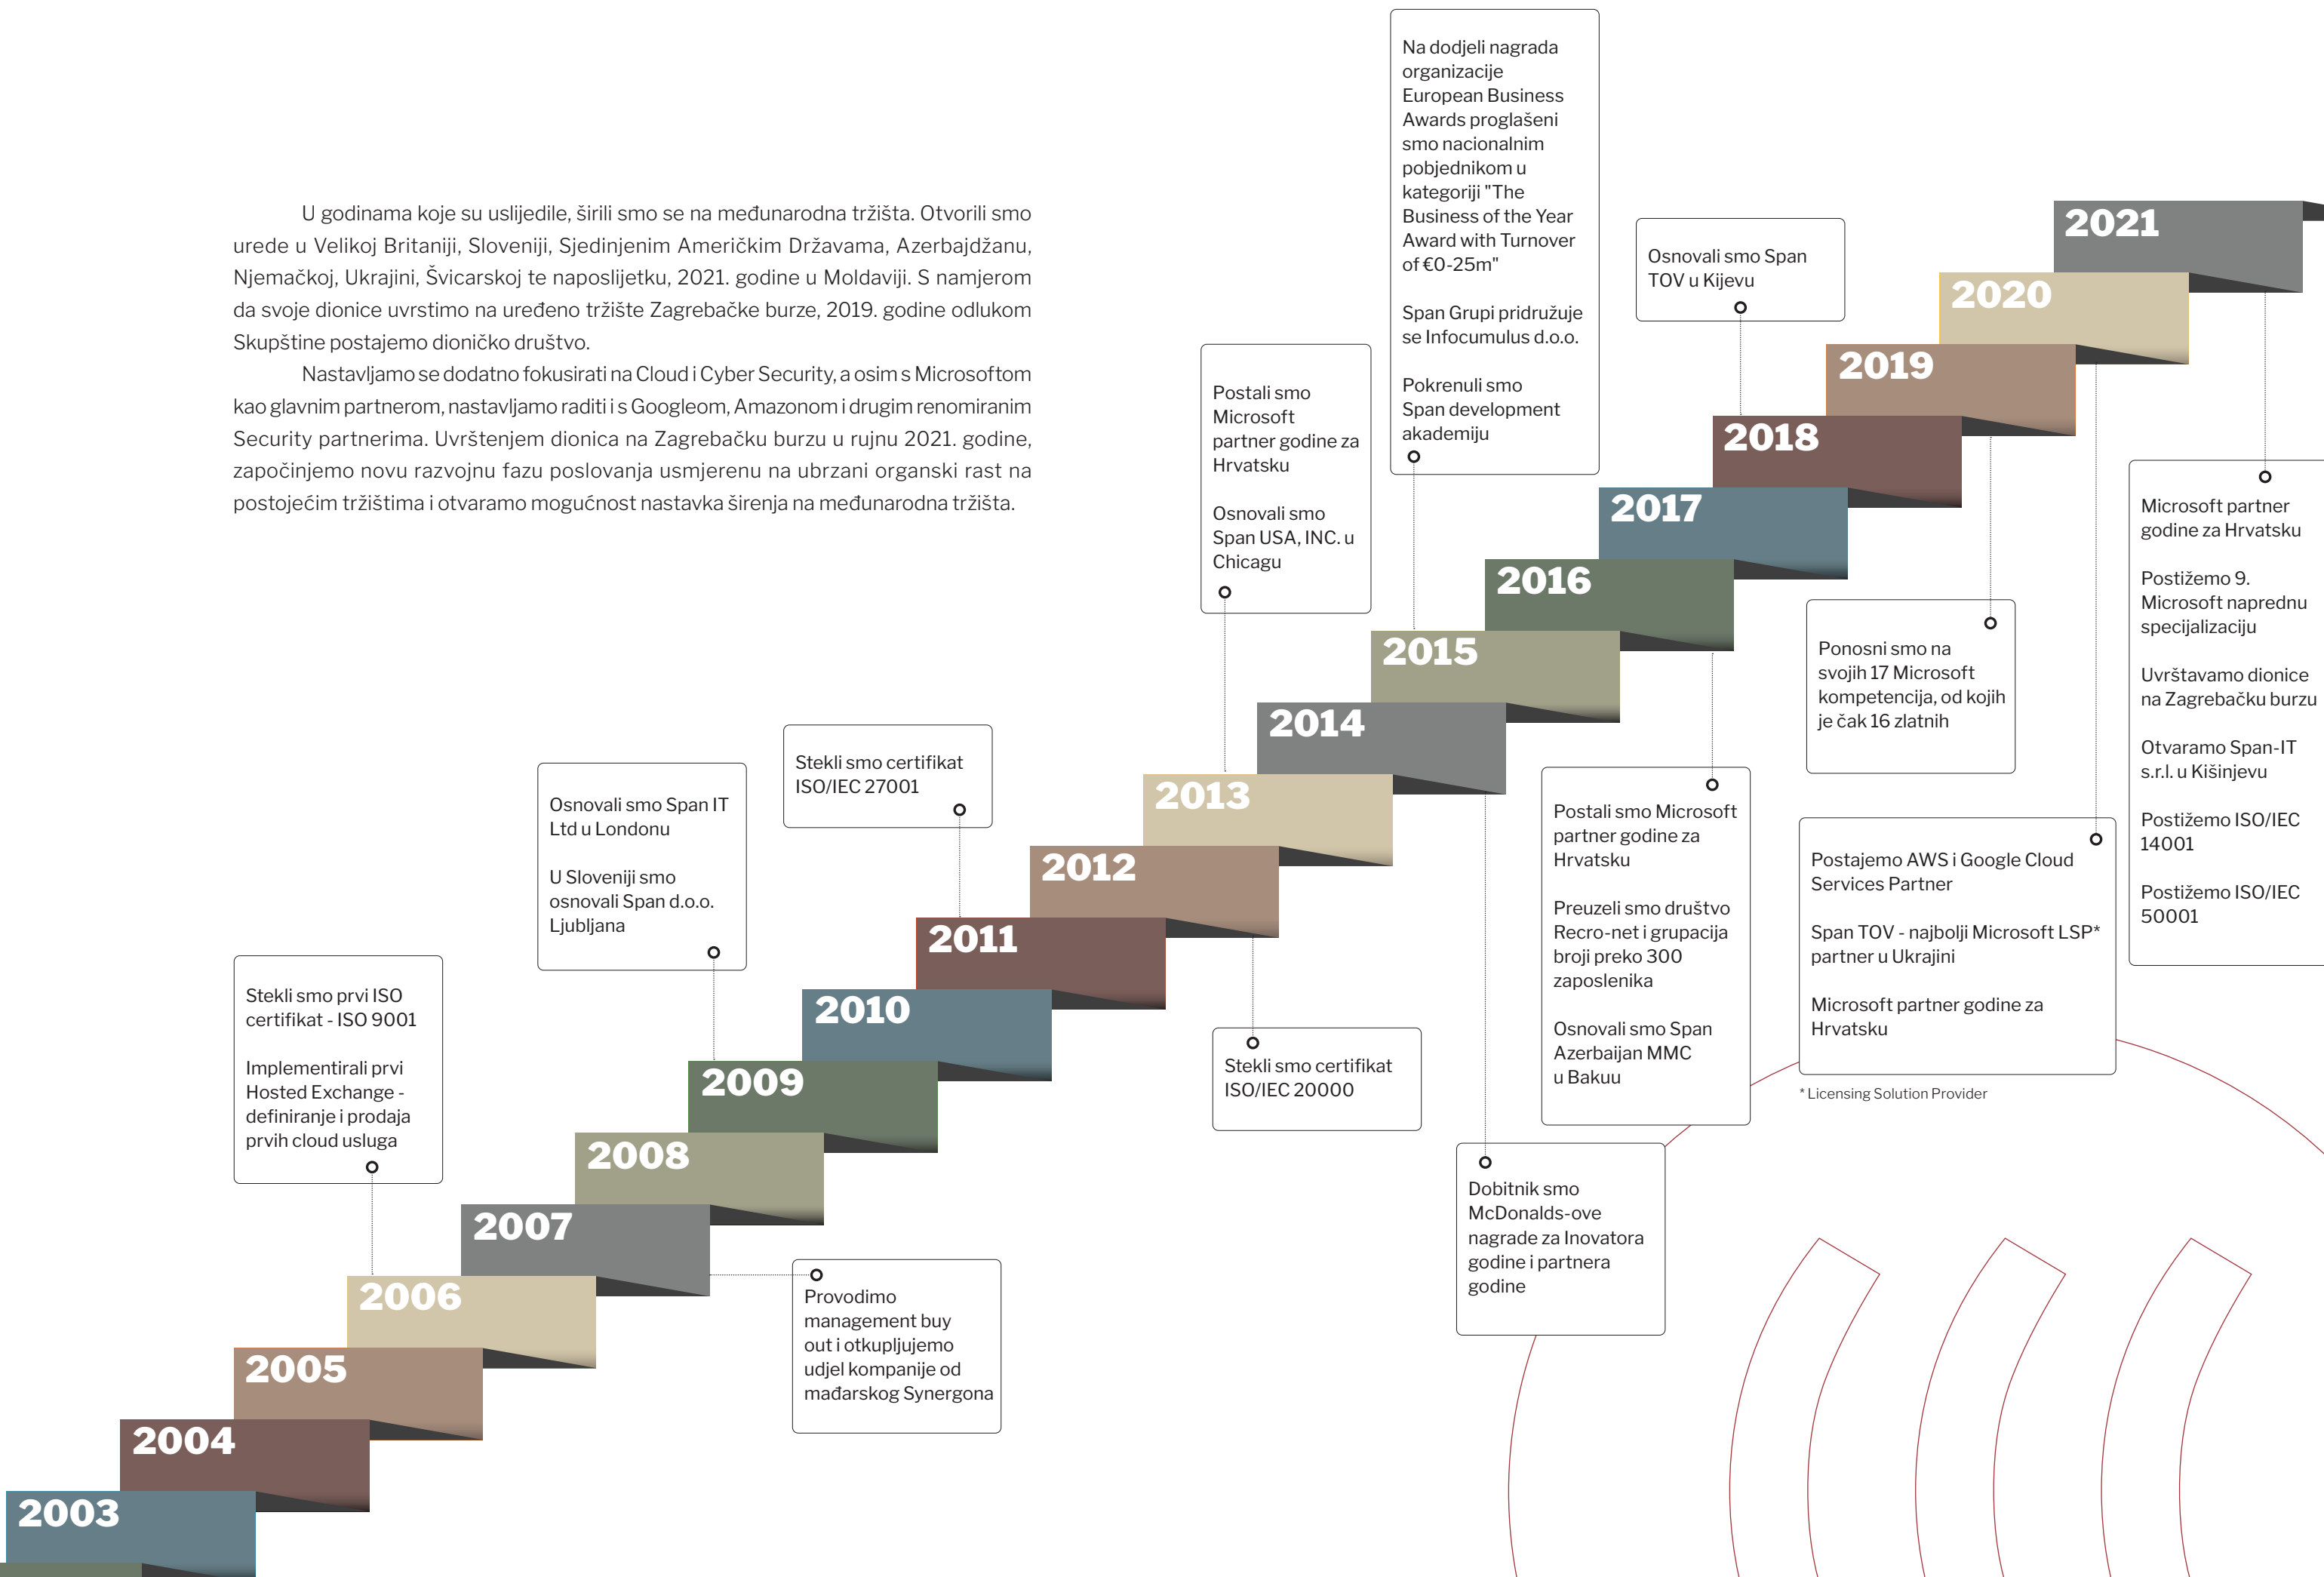 U godinama koje su uslijedile, širili smo se na međunarodna tržišta. Otvorili smo
urede u Velikoj Britaniji, Sloveniji, Sjedinjenim Američkim Državama, Azerbajdžanu,
Njemačkoj, Ukrajini, Švicarskoj te naposlijetku, 2021. godine u Moldaviji. S namjerom
da svoje dionice uvrstimo na uređeno tržište Zagrebačke burze, 2019. godine odlukom
Skupštine postajemo dioničko društvo.
Nastavljamo se dodatno fokusirati na Cloud i Cyber Security, a osim s Microsoftom
kao glavnim partnerom, nastavljamo raditi i s Googleom, Amazonom i drugim renomiranim
Security partnerima. Uvrštenjem dionica na Zagrebačku burzu u rujnu 2021. godine,
započinjemo novu razvojnu fazu poslovanja usmjerenu na ubrzani organski rast na
postojećim tržištima i otvaramo mogućnost nastavka širenja na međunarodna tržišta.
2003
2004
2005
2006
Stekli smo prvi ISO
certifikat - ISO 9001
Implementirali prvi
Hosted Exchange -
definiranje i prodaja
prvih cloud usluga
2007
Provodimo
management buy
out i otkupljujemo
udjel kompanije od
mađarskog Synergona
2008
2009
Osnovali smo Span IT
Ltd u Londonu
U Sloveniji smo
osnovali Span d.o.o.
Ljubljana
2010
2011
Stekli smo certifikat
ISO/IEC 27001
2012
Stekli smo certifikat
ISO/IEC 20000
2013
Postali smo
Microsoft
partner godine za
Hrvatsku
Osnovali smo
Span USA, INC. u
Chicagu
2014
Dobitnik smo
McDonalds-ove
nagrade za Inovatora
godine i partnera
godine
2015
Na dodjeli nagrada
organizacije
European Business
Awards proglašeni
smo nacionalnim
pobjednikom u
kategoriji "The
Business of the Year
Award with Turnover
of €0-25m"
Span Grupi pridružuje
se Infocumulus d.o.o.
Pokrenuli smo
Span development
akademiju
2016
Postali smo Microsoft
partner godine za
Hrvatsku
Preuzeli smo društvo
Recro-net i grupacija
broji preko 300
zaposlenika
Osnovali smo Span
Azerbaijan MMC
u Bakuu
2017
2018
Osnovali smo Span
TOV u Kijevu
2019
Ponosni smo na
svojih 17 Microsoft
kompetencija, od kojih
je čak 16 zlatnih
2020
Postajemo AWS i Google Cloud
Services Partner
Span TOV - najbolji Microsoft LSP*
partner u Ukrajini
Microsoft partner godine za
Hrvatsku
* Licensing Solution Provider
2021
Microsoft partner
godine za Hrvatsku
Postižemo 9.
Microsoft naprednu
specijalizaciju
Uvrštavamo dionice
na Zagrebačku burzu
Otvaramo Span-IT
s.r.l. u Kišinjevu
Postižemo ISO/IEC
14001
Postižemo ISO/IEC
50001